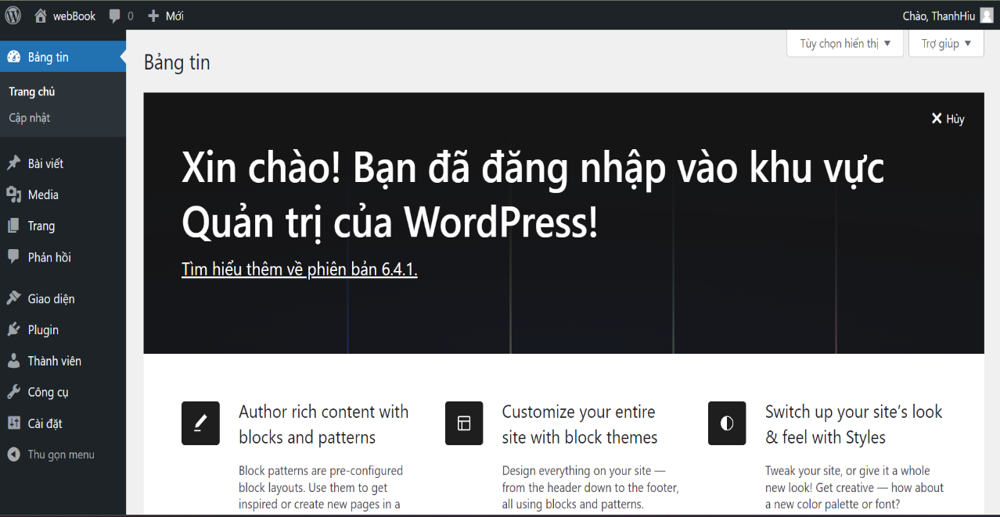 webBook 0 Mới Chào, ThanhHiu
Tùy chọn hiển thị Trợ giúp
Bảng tin
Bảng tin
Trang chủ
Cập nhật
Bài viết
Media
Trang
Phản hồi
Giao diện
Plugin
Thành viên
Công cụ
Cài đặt
Thu gọn menu
Hủy
Xin chào! Bạn đã đăng nhập vào khu vực
Quản trị của WordPress!
Tìm hiểu thêm về phiên bản 6.4.1.
Author rich content with
blocks and patterns
Block patterns are pre-configured
block layouts. Use them to get
inspired or create new pages in a
Customize your entire
site with block themes
Design everything on your site —
from the header down to the footer,
all using blocks and patterns.
Switch up your site’s look
& feel with Styles
Tweak your site, or give it a whole
new look! Get creative — how about
a new color palette or font?